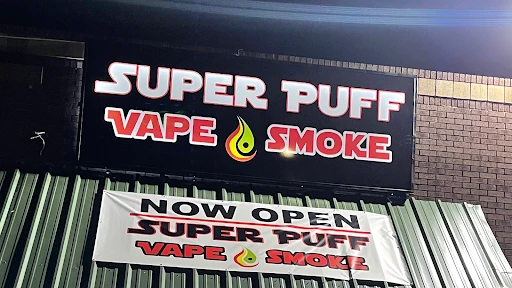 SUPER PUFF
VAPE SMOKE
NOW OPEN
SUPER PUFF
VAPE SMOKE